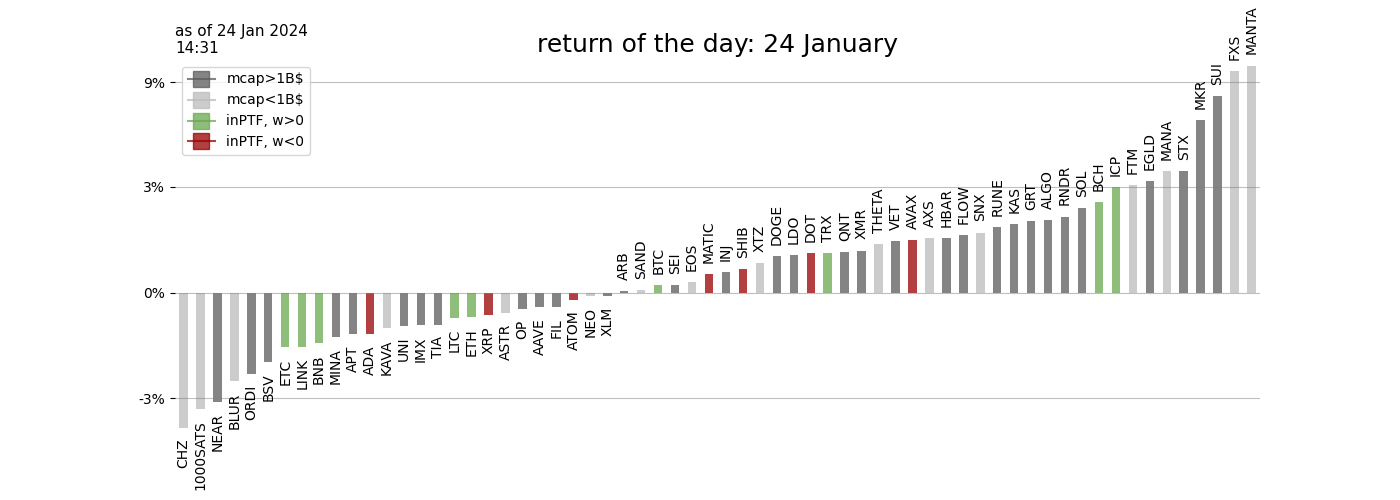 as of 24 Jan 2024
14:31
return of the day: 24 January
mcap>1B$
mcap<1B$
inPTF, w>0
inPTF, w<0
9%
3%
0%
-3%
CHZ
1000SATS
NEAR
BLUR
ORDI
BSV
ETC
LINK
BNB
MINA
APT
ADA
KAVA
UNI
IMX
TIA
LTC
ETH
XRP
ASTR
OP
AAVE
FIL
ATOM
NEO
XLM
ARB
SAND
BTC
SEI
EOS
MATIC
INJ
SHIB
XTZ
DOGE
LDO
DOT
TRX
QNT
XMR
THETA
VET
AVAX
AXS
HBAR
FLOW
SNX
RUNE
KAS
GRT
ALGO
RNDR
SOL
BCH
ICP
FTM
EGLD
MANA
STX
MKR
SUI
FXS
MANTA